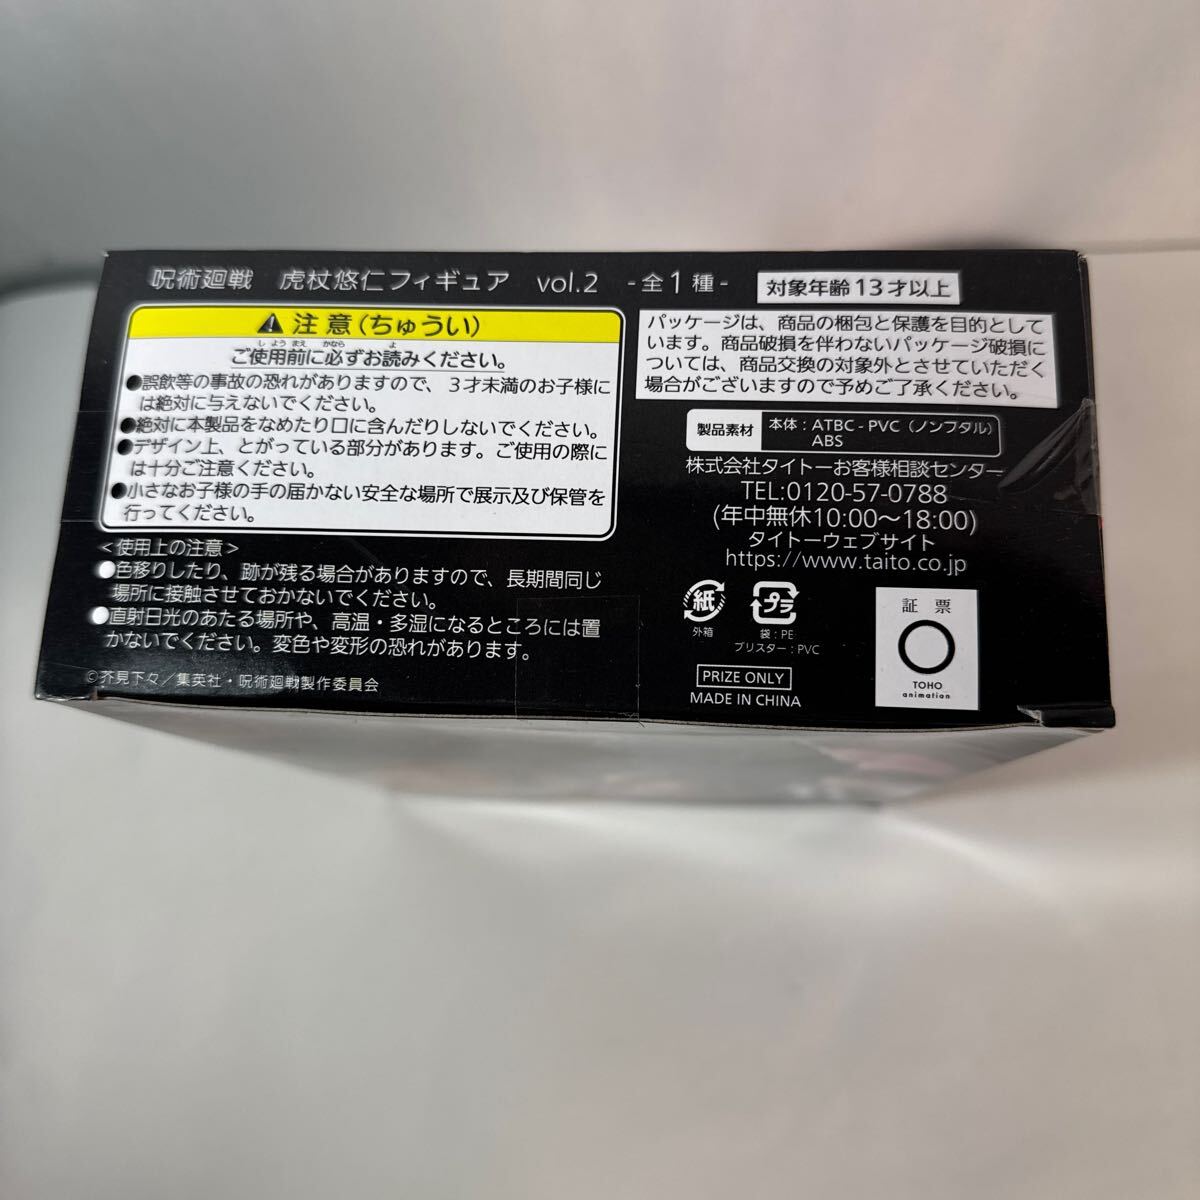 呪術廻戦 虎杖悠仁フィギュア vol.2 -全1種-
対象年齢13才以上
注意(ちゅうい)
しよう まえ かなら よ
ご使用前に必ずお読みください。
●誤飲等の事故の恐れがありますので、3才未満のお子様に
は絶対に与えないでください。
●絶対に本製品をなめたり口に含んだりしないでください。
●デザイン上、とがっている部分があります。ご使用の際に
は十分ご注意ください。
●小さなお子様の手の届かない安全な場所で展示及び保管を
行ってください。
<使用上の注意>
●色移りしたり、跡が残る場合がありますので、長期間同じ
場所に接触させておかないでください。
●直射日光のあたる場所や、高温・多湿になるところには置
かないでください。変色や変形の恐れがあります。
©芥見下々/集英社・呪術廻戦製作委員会
パッケージは、商品の梱包と保護を目的として
います。商品破損を伴わないパッケージ破損に
ついては、商品交換の対象外とさせていただく
場合がございますので予めご了承ください。
製品素材
本体:ATBC-PVC(ノンフタル)
ABS
株式会社タイトーお客様相談センター
TEL:0120-57-0788
(年中無休10:00〜18:00)
タイトーウェブサイト
https://www.taito.co.jp
紙
外箱
プラ
袋:PE
ブリスター:PVC
PRIZE ONLY
MADE IN CHINA
証票
TOHO
animation